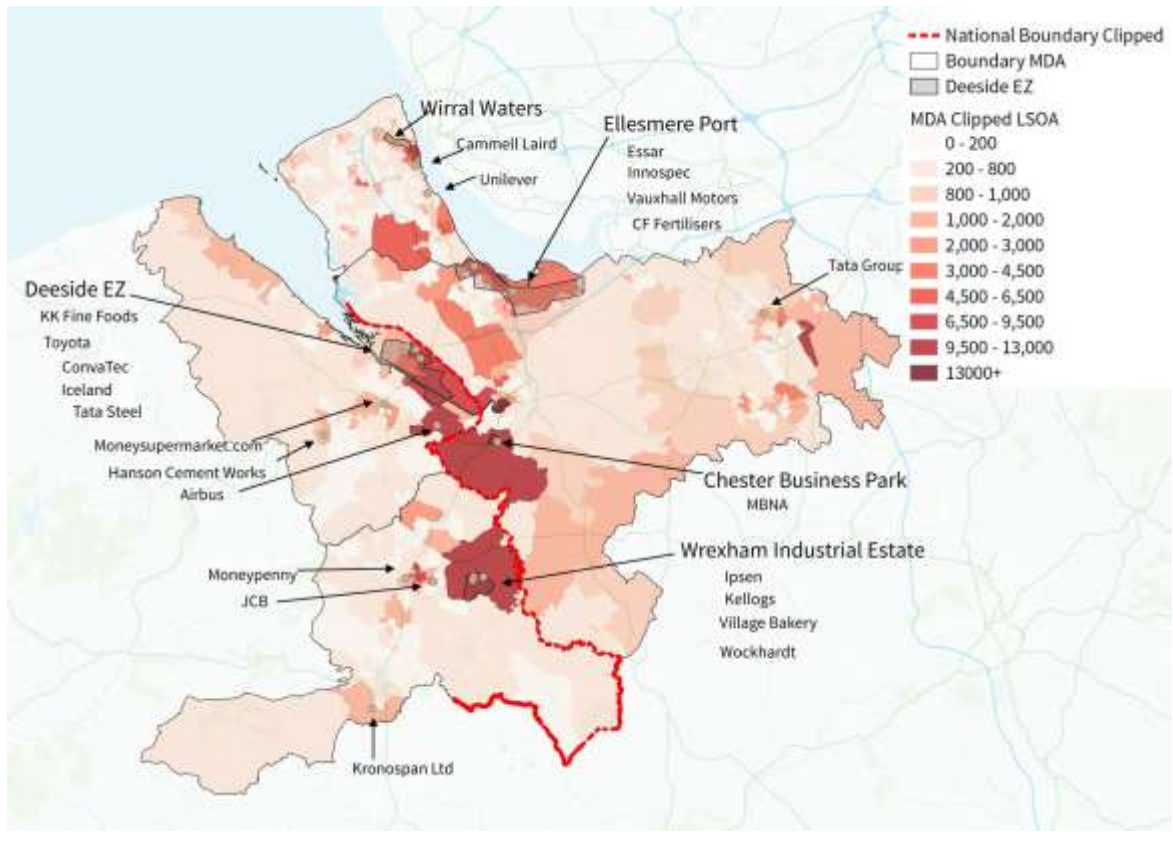 National Boundary Clipped
Boundary MDA
Deeside EZ
MDA Clipped LSOA
0 - 200
200 - 800
800 - 1,000
1,000 - 2,000
2,000 - 3,000
3,000 - 4,500
4,500 - 6,500
6,500 - 9,500
9,500 - 13,000
13000+
Wirral Waters
Cammell Laird
Unilever
Ellesmere Port
Essar
Innospec
Vauxhall Motors
CF Fertilisers
Tata Group
Deeside EZ
KK Fine Foods
Toyota
ConvaTec
Iceland
Tata Steel
Moneysupermarket.com
Hanson Cement Works
Airbus
Chester Business Park
MBNA
Wrexham Industrial Estate
Ipsen
Kellogs
Village Bakery
Wockhardt
Moneypenny
JCB
Kronospan Ltd